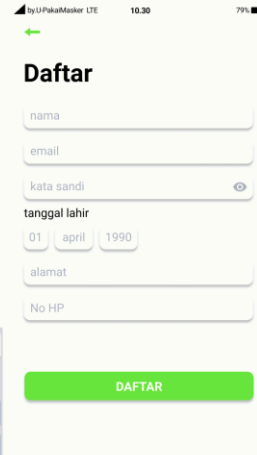 by.U-PakaiMasker LTE 10.30 79%
Daftar
nama
email
kata sandi
tanggal lahir
01 april 1990
alamat
No HP
DAFTAR